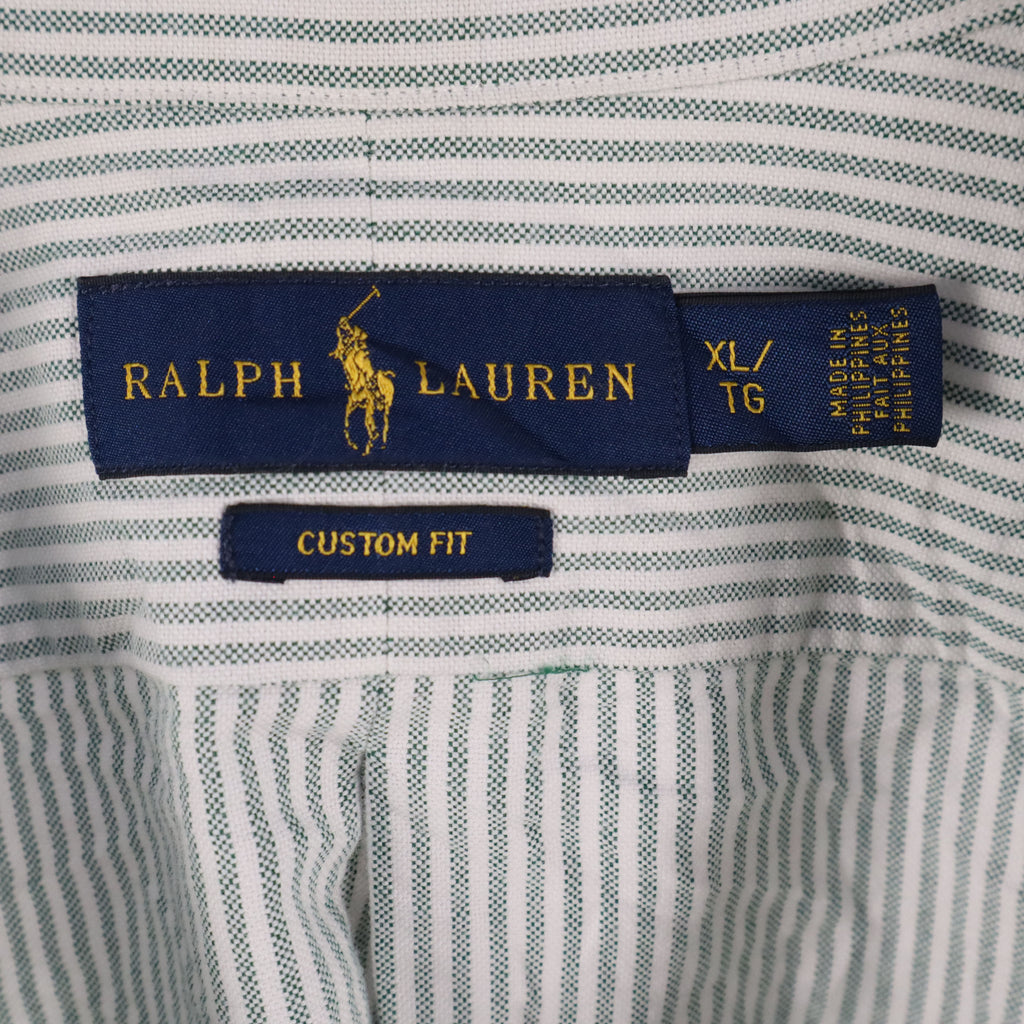 RALPH LAUREN
XL/
TG
MADE IN
PHILIPPINES
FAIT AUX
PHILIPPINES
CUSTOM FIT